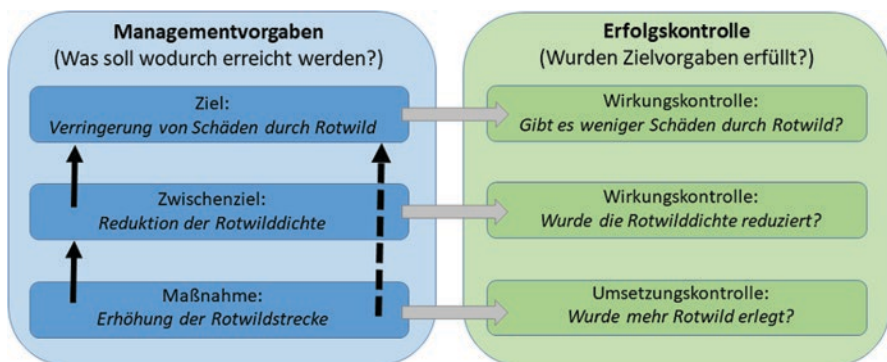 Managementvorgaben
(Was soll wodurch erreicht werden?)
Ziel:
Verringerung von Schäden durch Rotwild
Zwischenziel:
Reduktion der Rotwilddichte
Maßnahme:
Erhöhung der Rotwildstrecke
Erfolgskontrolle
(Wurden Zielvorgaben erfüllt?)
Wirkungskontrolle:
Gibt es weniger Schäden durch Rotwild?
Wirkungskontrolle:
Wurde die Rotwilddichte reduziert?
Umsetzungskontrolle:
Wurde mehr Rotwild erlegt?